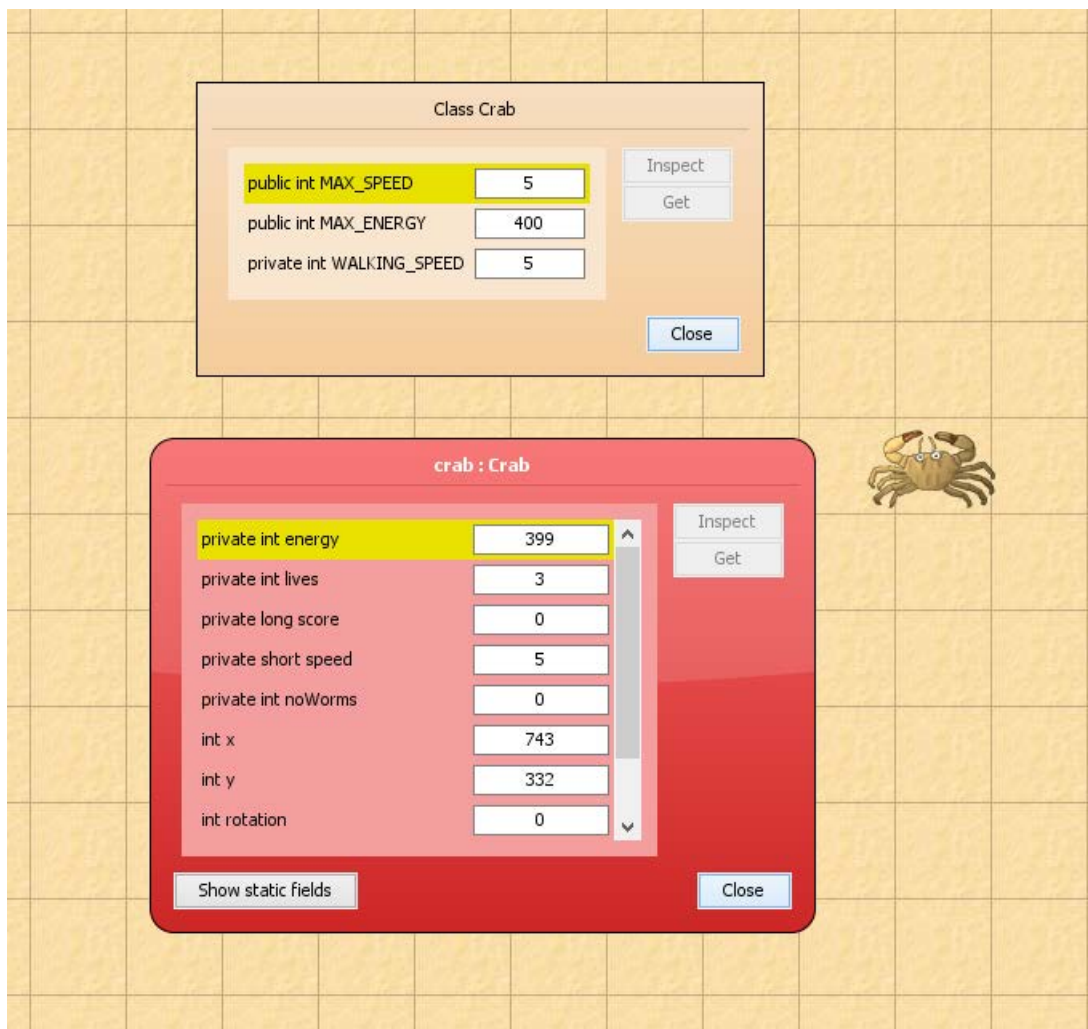 Class Crab
public int MAX_SPEED 5
Inspect
Get
public int MAX_ENERGY 400
private int WALKING_SPEED 5
Close
crab : Crab
private int energy 399
Inspect
Get
private int lives 3
private long score 0
private short speed 5
private int noWorms 0
int x 743
int y 332
int rotation 0
Show static fields
Close